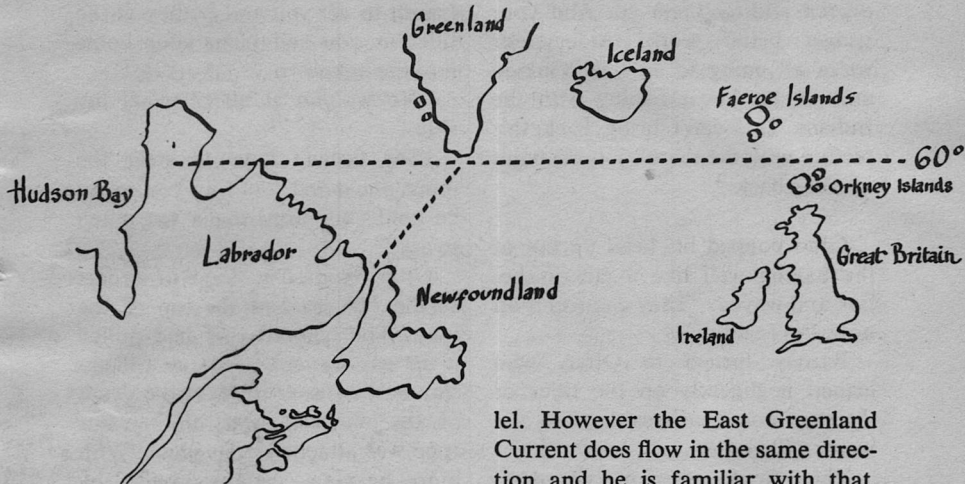 Greenland
Iceland
Faeroe Islands
60°
Hudson Bay
Orkney Islands
Labrador
Great Britain
Newfoundland
Ireland
lel. However the East Greenland
Current does flow in the same direc-
tion and he is familiar with that